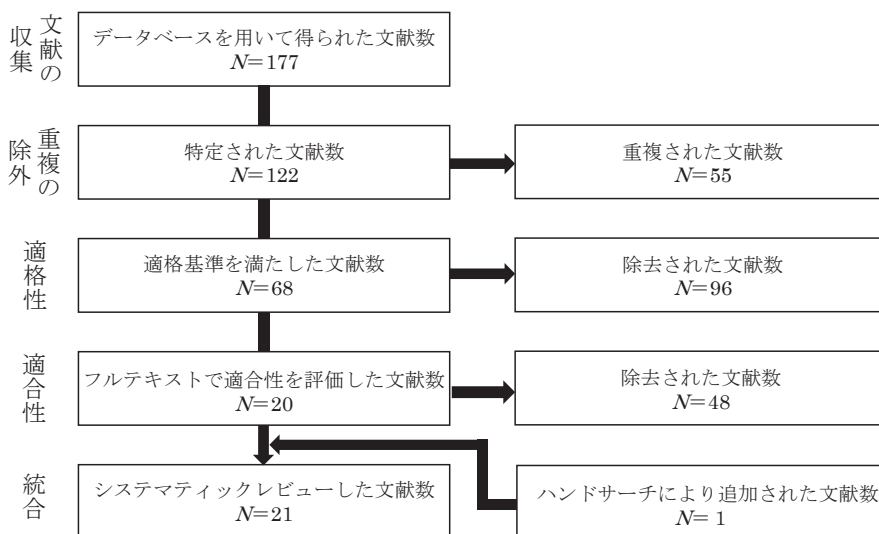 文献の
収集
データベースを用いて得られた文献数
N=177
重複の
除外
特定された文献数
N=122
重複された文献数
N=55
適格性
適格基準を満たした文献数
N=68
除去された文献数
N=96
適合性
フルテキストで適合性を評価した文献数
N=20
除去された文献数
N=48
統合
システマティックレビューした文献数
N=21
ハンドサーチにより追加された文献数
N= 1